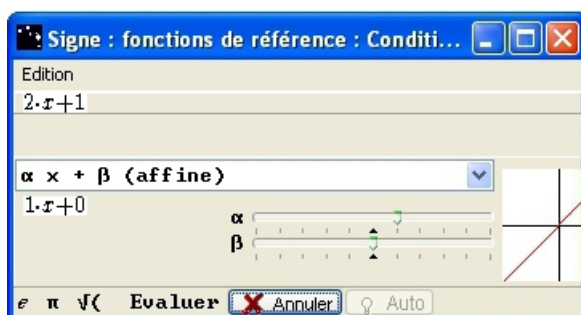 Signe : fonctions de référence : Conditi...
Edition
2·x+1
α x + β (affine)
1·x+0
α
β
e π √( Evaluer Annuler Auto